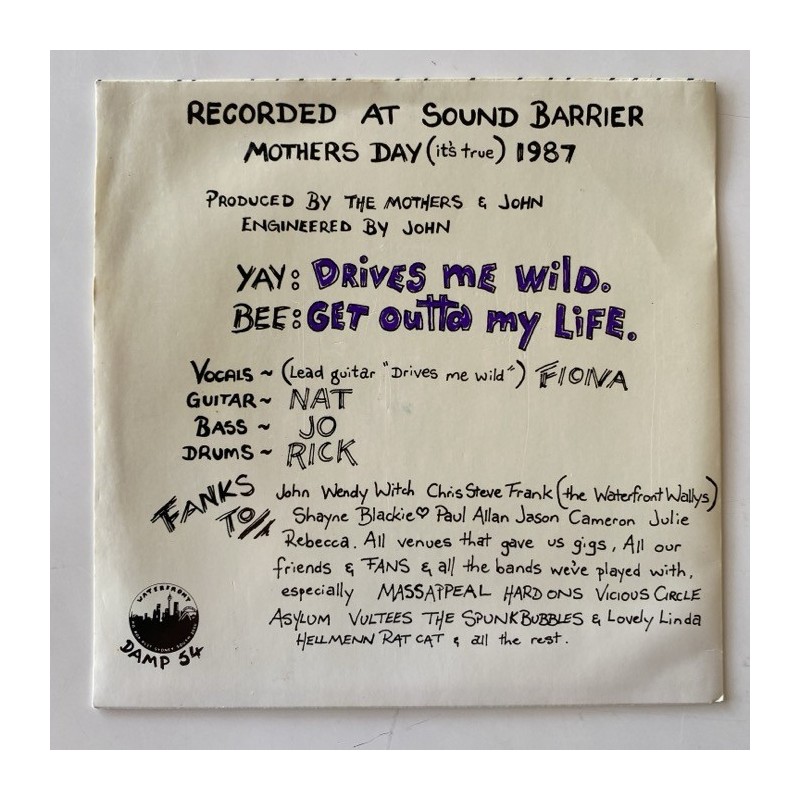 RECORDED AT SOUND BARRIER
MOTHERS DAY (it's true) 1987
PRODUCED BY THE MOTHERS & JOHN
ENGINEERED BY JOHN
YAY: DRIVES ME WILD.
BEE: GET OUTTA MY LIFE.
VOCALS ~ (Lead guitar "Drives me wild") FIONA
GUITAR ~ NAT
BASS ~ JO
DRUMS ~ RICK
FANKS TO// John Wendy Witch Chris Steve Frank (the Waterfront Wallys)
Shayne Blackie♡ Paul Allan Jason Cameron Julie
Rebecca. All venues that gave us gigs, All our
friends & FANS & all the bands we've played with,
especially MASSAPPEAL HARD ONS VICIOUS CIRCLE
ASYLUM VULTEES THE SPUNKBUBBLES & Lovely Linda
HELLMENN RAT CAT & all the rest.
WATERFRONT
DAMP 54